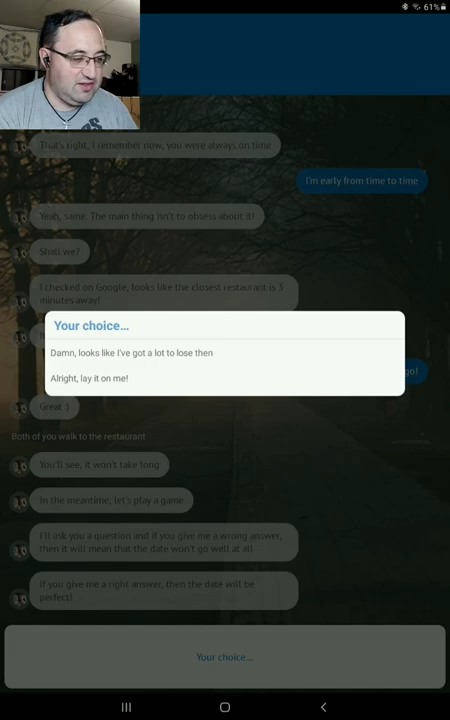 61%
That's right, I remember now, you were always on time
I'm early from time to time
Yeah, same. The main thing isn't to obsess about it!
Shall we?
I checked on Google, looks like the closest restaurant is 3
minutes away!
Your choice...
Damn, looks like I've got a lot to lose then
Alright, lay it on me!
go!
Great :)
Both of you walk to the restaurant
You'll see, it won't take long
In the meantime, let's play a game
I'll ask you a question and if you give me a wrong answer,
then it will mean that the date won't go well at all
If you give me a right answer, then the date will be
perfect!
Your choice...